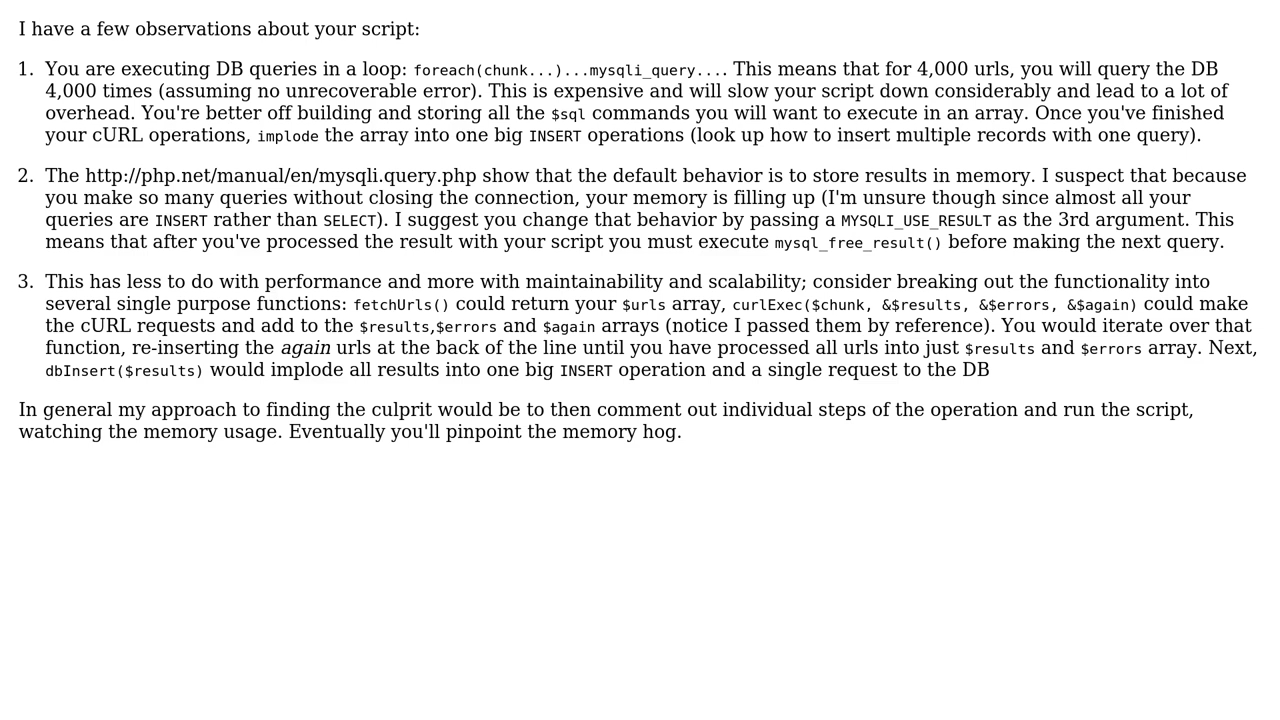 I have a few observations about your script:
1. You are executing DB queries in a loop: foreach(chunk...)...mysqli_query.... This means that for 4,000 urls, you will query the DB
4,000 times (assuming no unrecoverable error). This is expensive and will slow your script down considerably and lead to a lot of
overhead. You're better off building and storing all the $sql commands you will want to execute in an array. Once you've finished
your cURL operations, implode the array into one big INSERT operations (look up how to insert multiple records with one query).
2. The http://php.net/manual/en/mysqli.query.php show that the default behavior is to store results in memory. I suspect that because
you make so many queries without closing the connection, your memory is filling up (I'm unsure though since almost all your
queries are INSERT rather than SELECT). I suggest you change that behavior by passing a MYSQLI_USE_RESULT as the 3rd argument. This
means that after you've processed the result with your script you must execute mysql_free_result() before making the next query.
3. This has less to do with performance and more with maintainability and scalability; consider breaking out the functionality into
several single purpose functions: fetchUrls() could return your $urls array, curlExec($chunk, &$results, &$errors, &$again) could make
the cURL requests and add to the $results,$errors and $again arrays (notice I passed them by reference). You would iterate over that
function, re-inserting the again urls at the back of the line until you have processed all urls into just $results and $errors array. Next,
dbInsert($results) would implode all results into one big INSERT operation and a single request to the DB
In general my approach to finding the culprit would be to then comment out individual steps of the operation and run the script,
watching the memory usage. Eventually you'll pinpoint the memory hog.